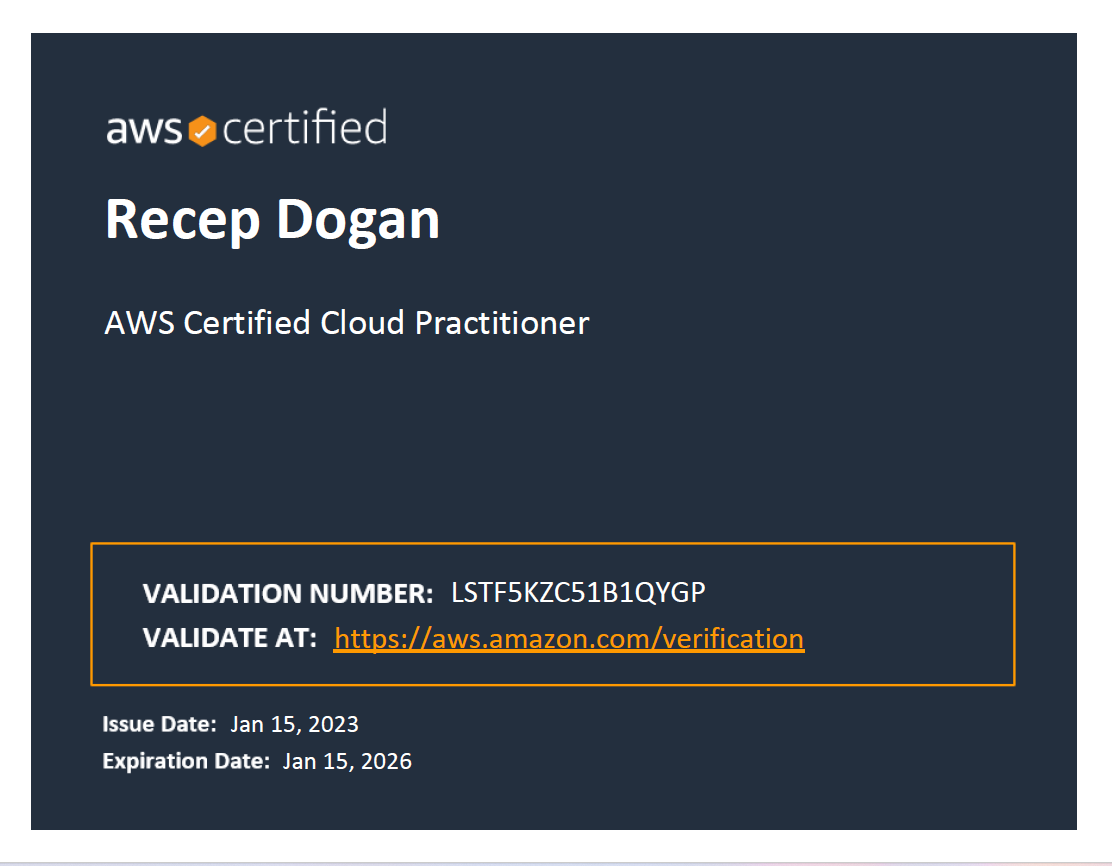 aws certified
Recep Dogan
AWS Certified Cloud Practitioner
VALIDATION NUMBER: LSTF5KZC51B1QYGP
VALIDATE AT: https://aws.amazon.com/verification
Issue Date: Jan 15, 2023
Expiration Date: Jan 15, 2026